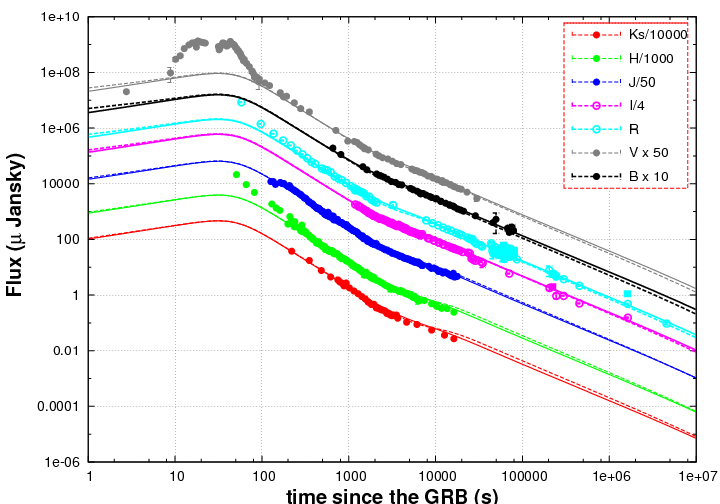 1e+10
1e+08
1e+06
10000
100
1
0.01
0.0001
1e-06
Flux (μ Jansky)
Ks/10000
H/1000
J/50
I/4
R
V x 50
B x 10
1 10 100 1000 10000 100000 1e+06 1e+07
time since the GRB (s)